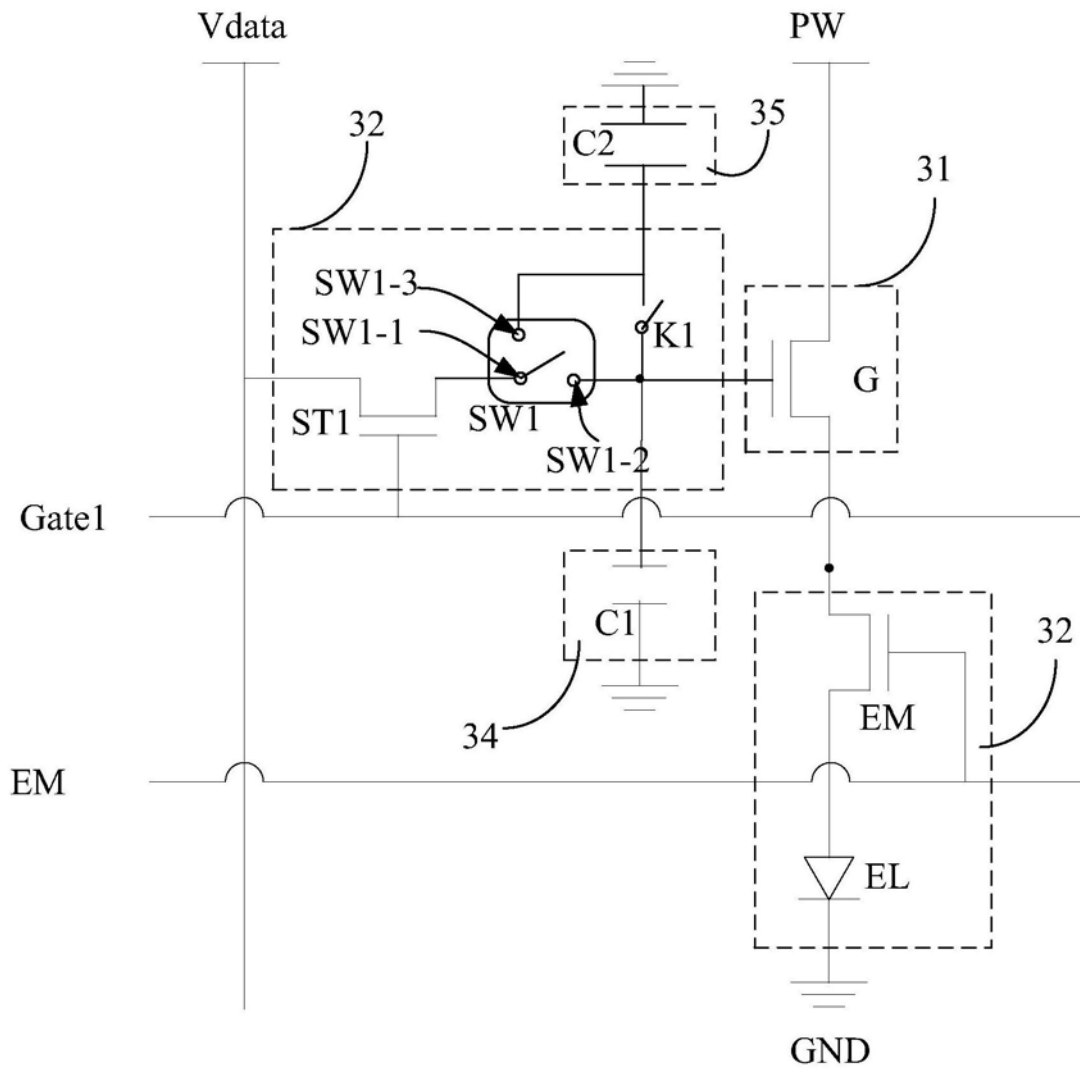 Vdata
PW
32
C2
35
31
SW1-3
SW1-1
K1
G
ST1
SW1
SW1-2
Gate1
C1
32
34
EM
EM
EL
GND